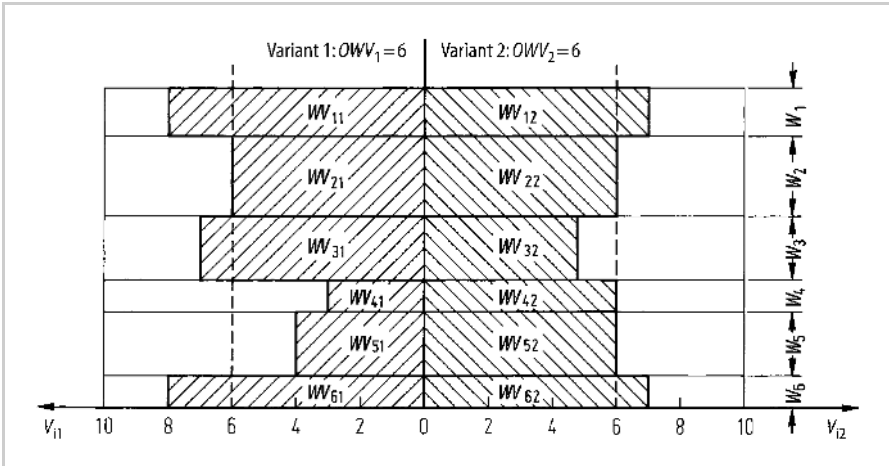 Variant 1: OWV₁=6 Variant 2: OWV₂=6
WV₁₁ WV₁₂ W₁
WV₂₁ WV₂₂ W₂
WV₃₁ WV₃₂ W₃
WV₄₁ WV₄₂ W₄
WV₅₁ WV₅₂ W₅
WV₆₁ WV₆₂ W₆
Vᵢ₁ 10 8 6 4 2 0 2 4 6 8 10 Vᵢ₂